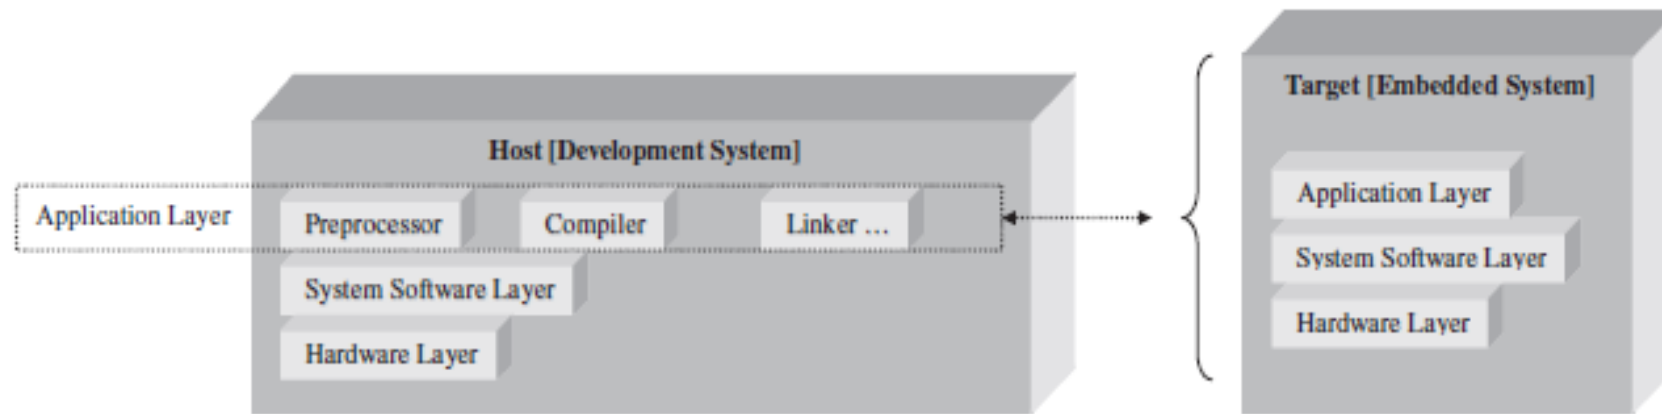 Host [Development System]
Application Layer
Preprocessor
Compiler
Linker ...
System Software Layer
Hardware Layer
Target [Embedded System]
Application Layer
System Software Layer
Hardware Layer